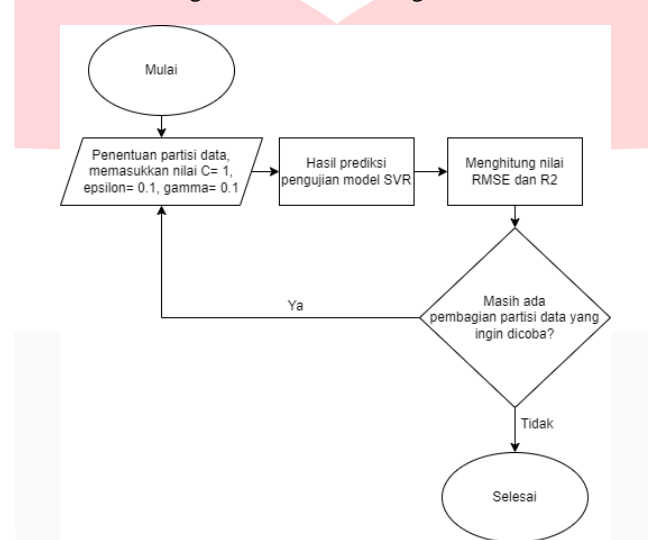 Mulai
Penentuan partisi data,
memasukkan nilai C= 1,
epsilon= 0.1, gamma= 0.1
Hasil prediksi
pengujian model SVR
Menghitung nilai
RMSE dan R2
Masih ada
pembagian partisi data yang
ingin dicoba?
Ya
Tidak
Selesai